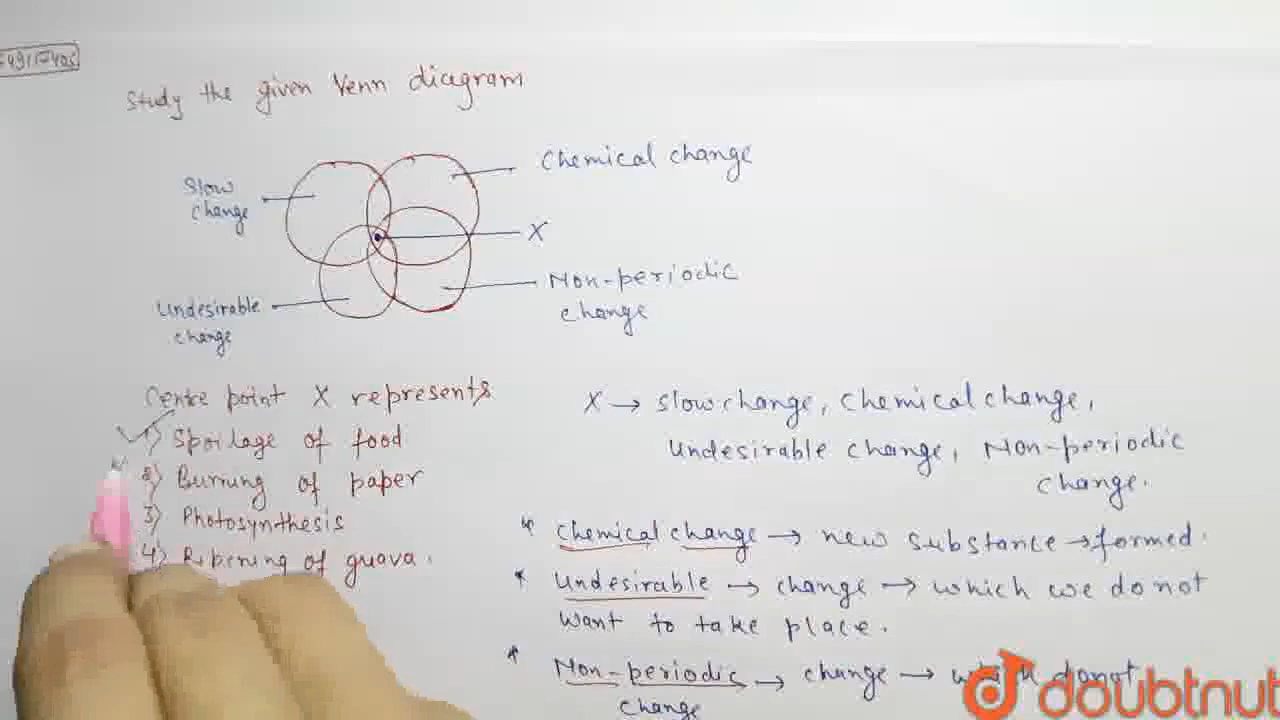 Study the given Venn diagram
Chemical change
Slow
change
X
Non-periodic
change
Undesirable
change
Centre point X represents
1) Spoilage of food
2) Burning of paper
3) Photosynthesis
4) Ripening of guava.
X → Slow change, Chemical change,
Undesirable change, Non-periodic
change.
* Chemical change → new substance → formed.
* Undesirable → change → which we do not
want to take place.
* Non-periodic → change → which donot
change
doubtnut